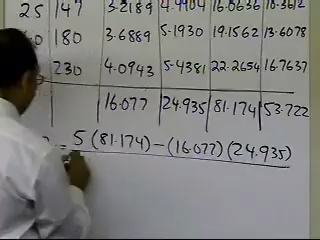 25 147 3.2189 4.9904 16.0636 10.3612
180 3.6889 5.1930 19.1562 13.6078
230 4.0943 5.4381 22.2654 16.7637
16.077 24.935 81.174 53.722
= 5 (81.174) - (16.077) (24.935)